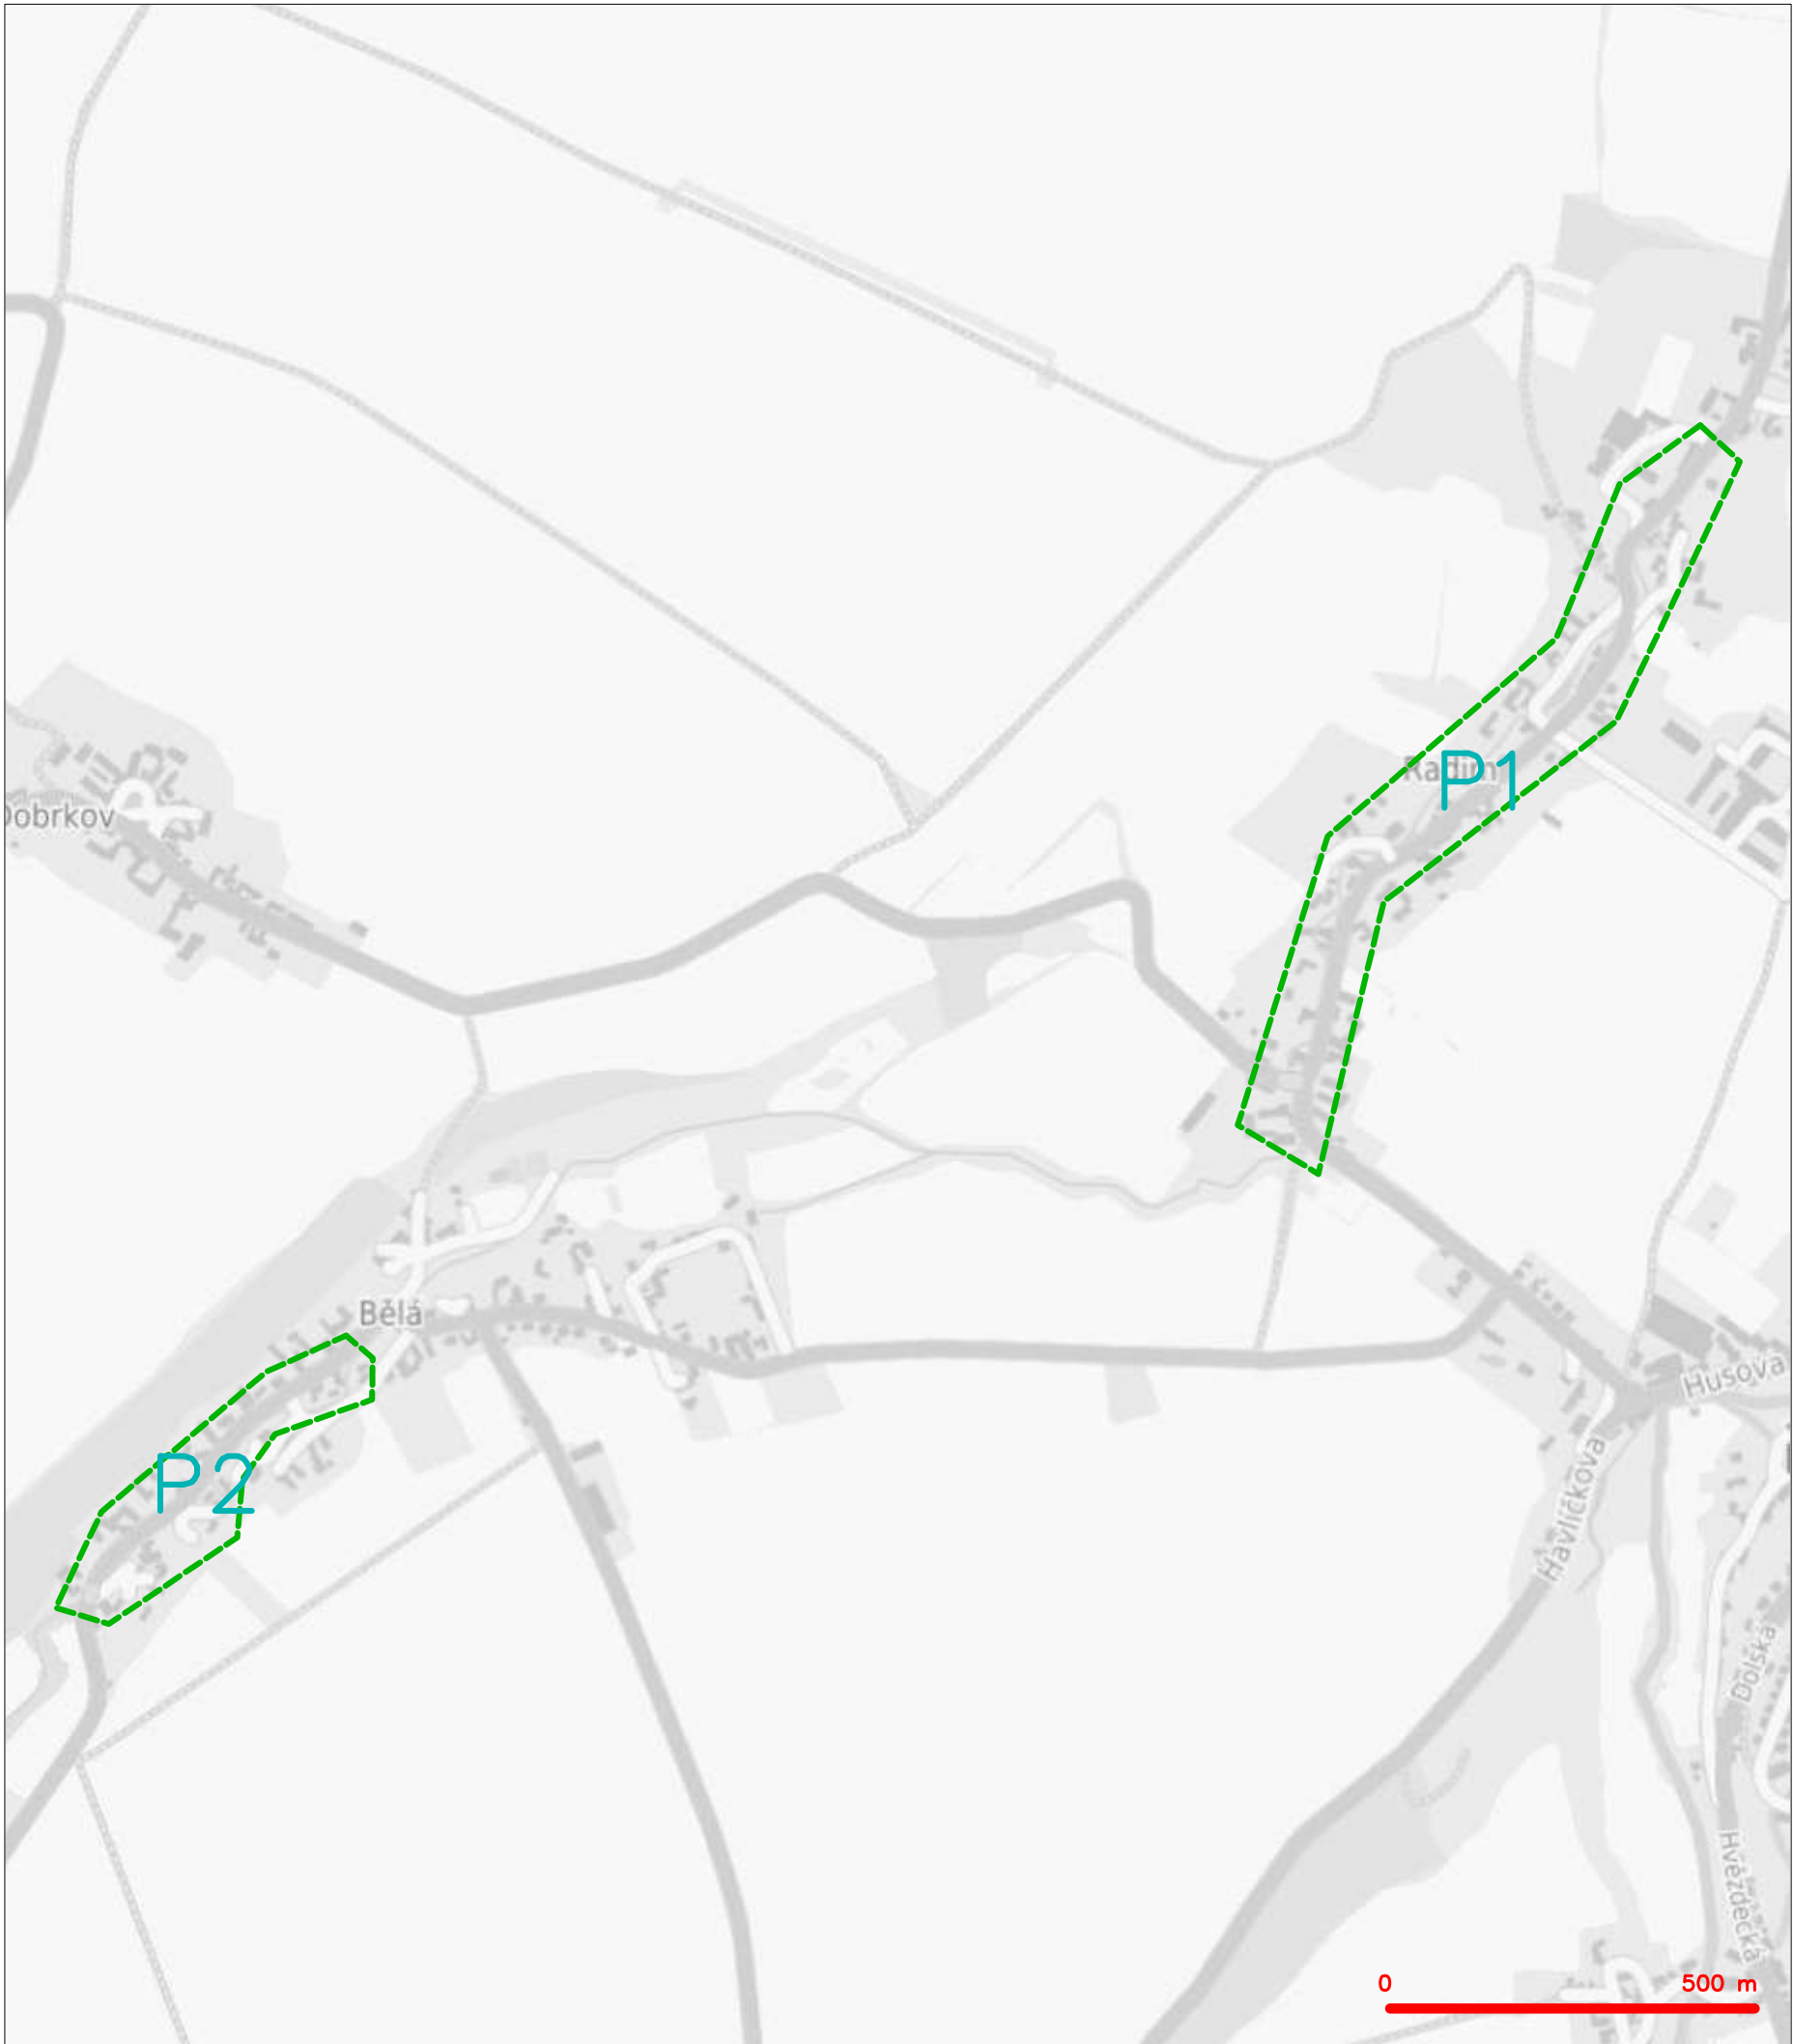 Radim
P1
Dobrkov
Bělá
Husova
P2
Havlíčkova
Dolská
Hvězdecká
0 500 m